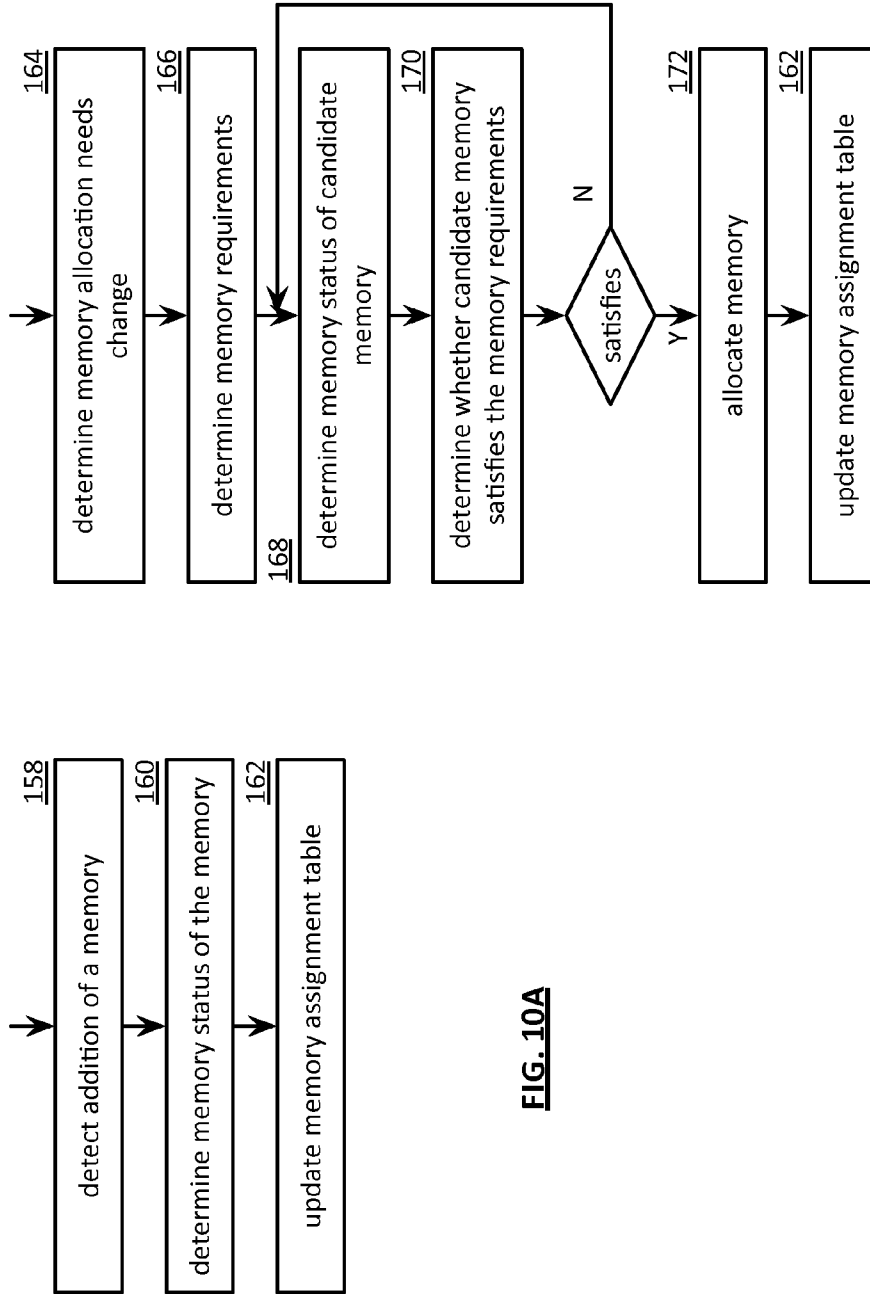 158
detect addition of a memory
160
determine memory status of the memory
162
update memory assignment table
FIG. 10A
164
determine memory allocation needs
change
166
determine memory requirements
168
determine memory status of candidate
memory
170
determine whether candidate memory
satisfies the memory requirements
satisfies
N
Y
172
allocate memory
162
update memory assignment table